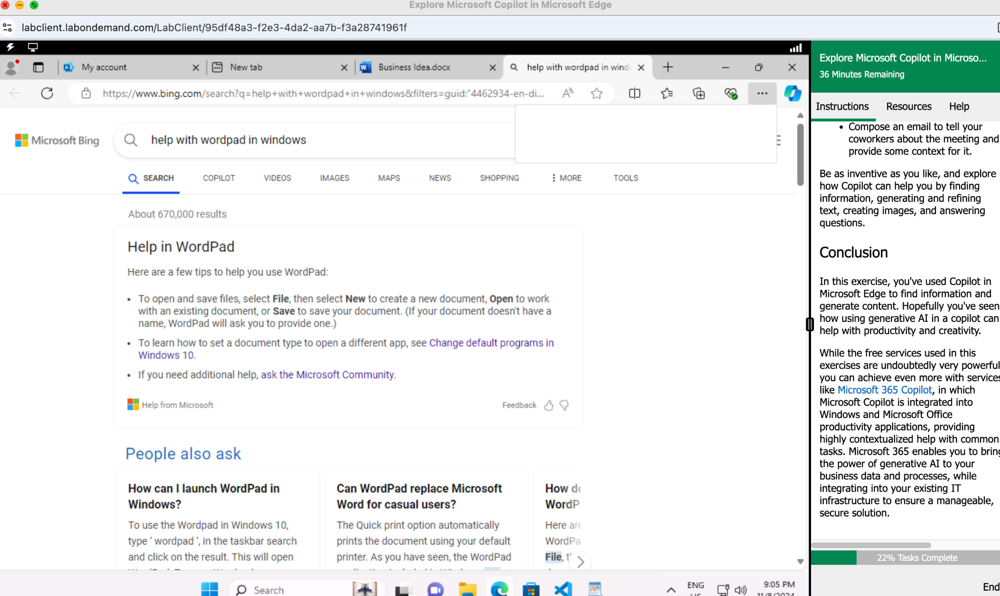 Explore Microsoft Copilot in Microsoft Edge
labclient.labondemand.com/LabClient/95df48a3-f2e3-4da2-aa7b-f3a28741961f
My account
New tab
Business Idea.docx
help with wordpad in wind
https://www.bing.com/search?q=help+with+wordpad+in+windows&filters=guid:"4462934-en-di...
Microsoft Bing
help with wordpad in windows
SEARCH COPILOT VIDEOS IMAGES MAPS NEWS SHOPPING MORE TOOLS
About 670,000 results
Help in WordPad
Here are a few tips to help you use WordPad:
• To open and save files, select File, then select New to create a new document, Open to work
with an existing document, or Save to save your document. (If your document doesn't have a
name, WordPad will ask you to provide one.)
• To learn how to set a document type to open a different app, see Change default programs in
Windows 10.
• If you need additional help, ask the Microsoft Community.
Help from Microsoft
Feedback
People also ask
How can I launch WordPad in
Windows?
To use the Wordpad in Windows 10,
type ‘ wordpad ‘, in the taskbar search
and click on the result. This will open
Can WordPad replace Microsoft
Word for casual users?
The Quick print option automatically
prints the document using your default
printer. As you have seen, the WordPad
How do
WordP
Here are
WordPa
File, t
Search
ENG
9:05 PM
11/8/2024
Explore Microsoft Copilot in Microso...
36 Minutes Remaining
Instructions Resources Help
• Compose an email to tell your
coworkers about the meeting and
provide some context for it.
Be as inventive as you like, and explore
how Copilot can help you by finding
information, generating and refining
text, creating images, and answering
questions.
Conclusion
In this exercise, you've used Copilot in
Microsoft Edge to find information and
generate content. Hopefully you've seen
how using generative AI in a copilot can
help with productivity and creativity.
While the free services used in this
exercises are undoubtedly very powerful
you can achieve even more with services
like Microsoft 365 Copilot, in which
Microsoft Copilot is integrated into
Windows and Microsoft Office
productivity applications, providing
highly contextualized help with common
tasks. Microsoft 365 enables you to bring
the power of generative AI to your
business data and processes, while
integrating into your existing IT
infrastructure to ensure a manageable,
secure solution.
22% Tasks Complete
End